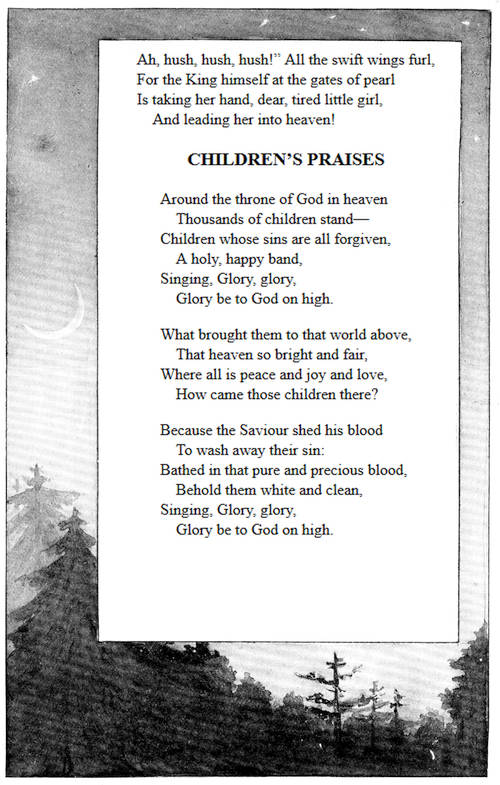 Ah, hush, hush, hush!” All the swift wings furl,
For the King himself at the gates of pearl
Is taking her hand, dear, tired little girl,
And leading her into heaven!
CHILDREN’S PRAISES
Around the throne of God in heaven
Thousands of children stand—
Children whose sins are all forgiven,
A holy, happy band,
Singing, Glory, glory,
Glory be to God on high.
What brought them to that world above,
That heaven so bright and fair,
Where all is peace and joy and love,
How came those children there?
Because the Saviour shed his blood
To wash away their sin:
Bathed in that pure and precious blood,
Behold them white and clean,
Singing, Glory, glory,
Glory be to God on high.